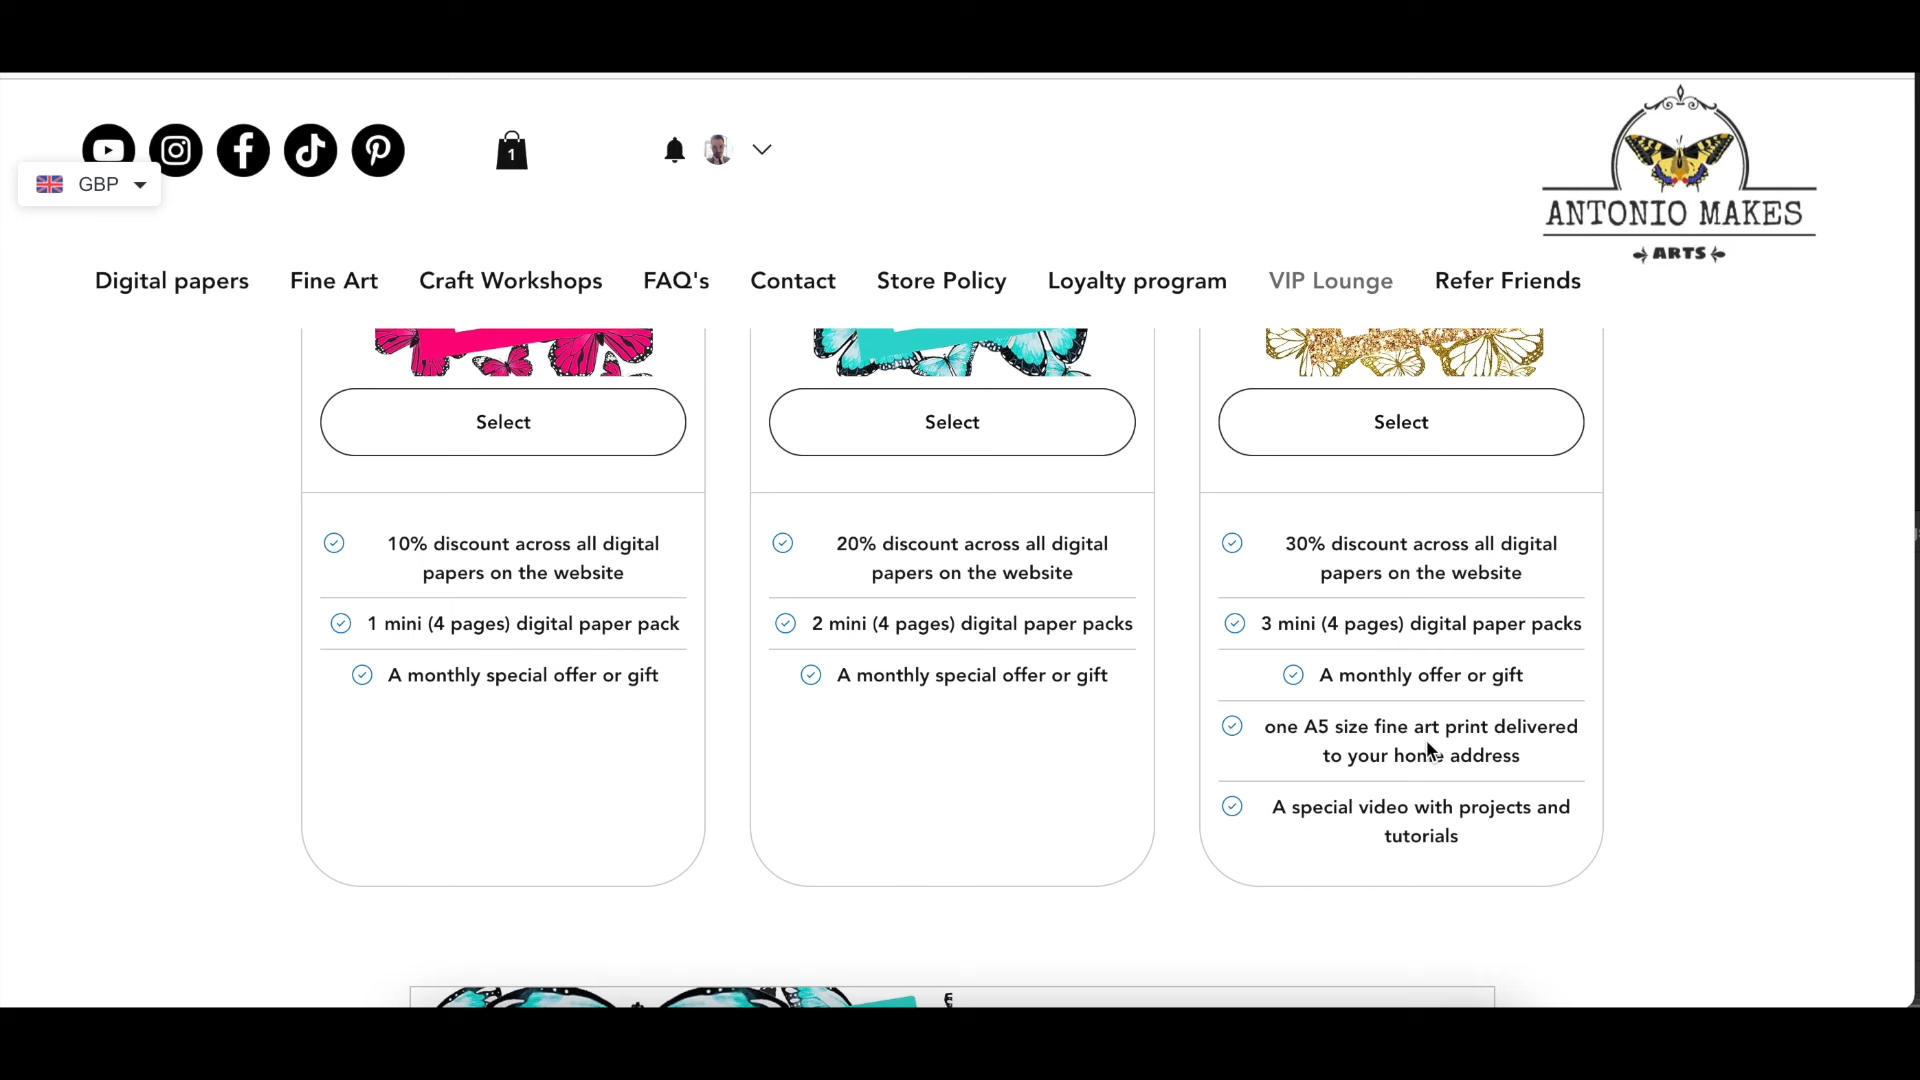 1
GBP
ANTONIO MAKES
ARTS
Digital papers
Fine Art
Craft Workshops
FAQ's
Contact
Store Policy
Loyalty program
VIP Lounge
Refer Friends
Select
10% discount across all digital
papers on the website
1 mini (4 pages) digital paper pack
A monthly special offer or gift
Select
20% discount across all digital
papers on the website
2 mini (4 pages) digital paper packs
A monthly special offer or gift
Select
30% discount across all digital
papers on the website
3 mini (4 pages) digital paper packs
A monthly offer or gift
one A5 size fine art print delivered
to your home address
A special video with projects and
tutorials